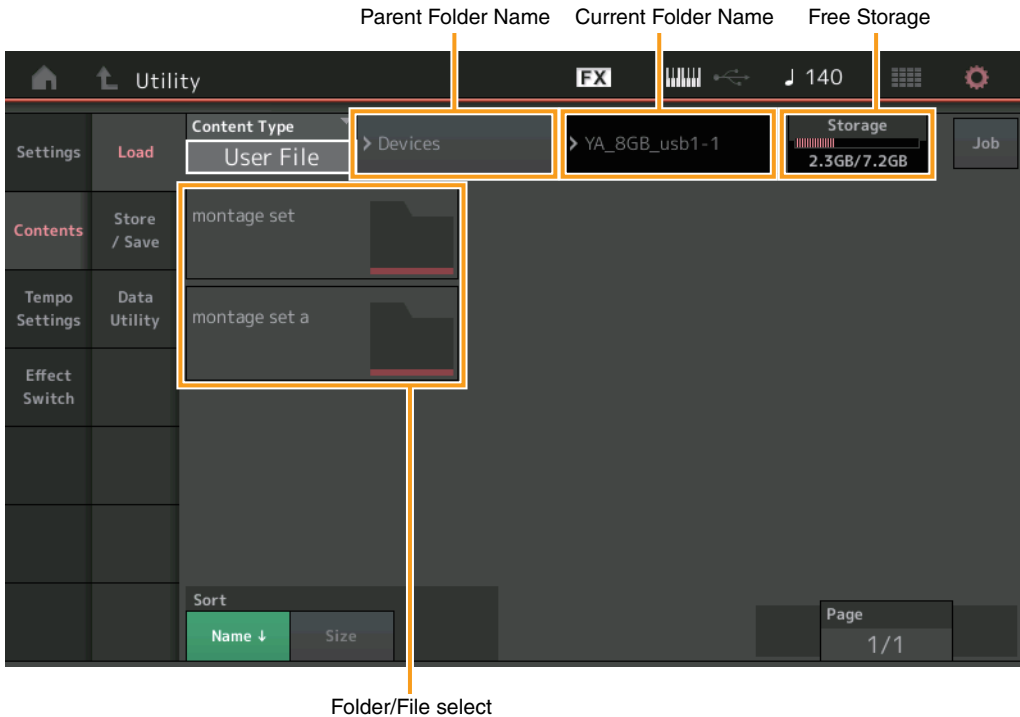 Parent Folder Name
Current Folder Name
Free Storage
Utility
FX
140
Settings
Load
Content Type
User File
Devices
YA_8GB_usb1-1
Storage
2.3GB/7.2GB
Job
Contents
Store
/ Save
montage set
Tempo
Settings
Data
Utility
montage set a
Effect
Switch
Sort
Name ↓
Size
Page
1/1
Folder/File select